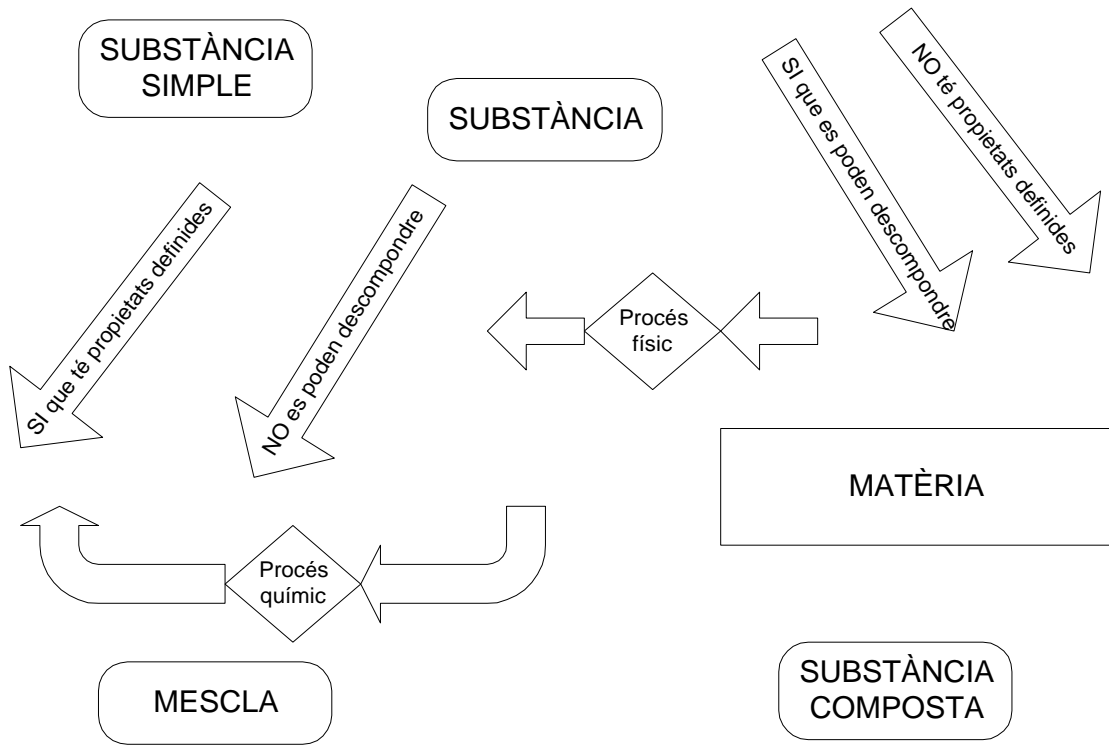 SUBSTÀNCIA
SIMPLE
SUBSTÀNCIA
SI que es poden descompondre
NO té propietats definides
SI que té propietats definides
NO es poden descompondre
Procés
físic
MATÈRIA
Procés
químic
MESCLA
SUBSTÀNCIA
COMPOSTA